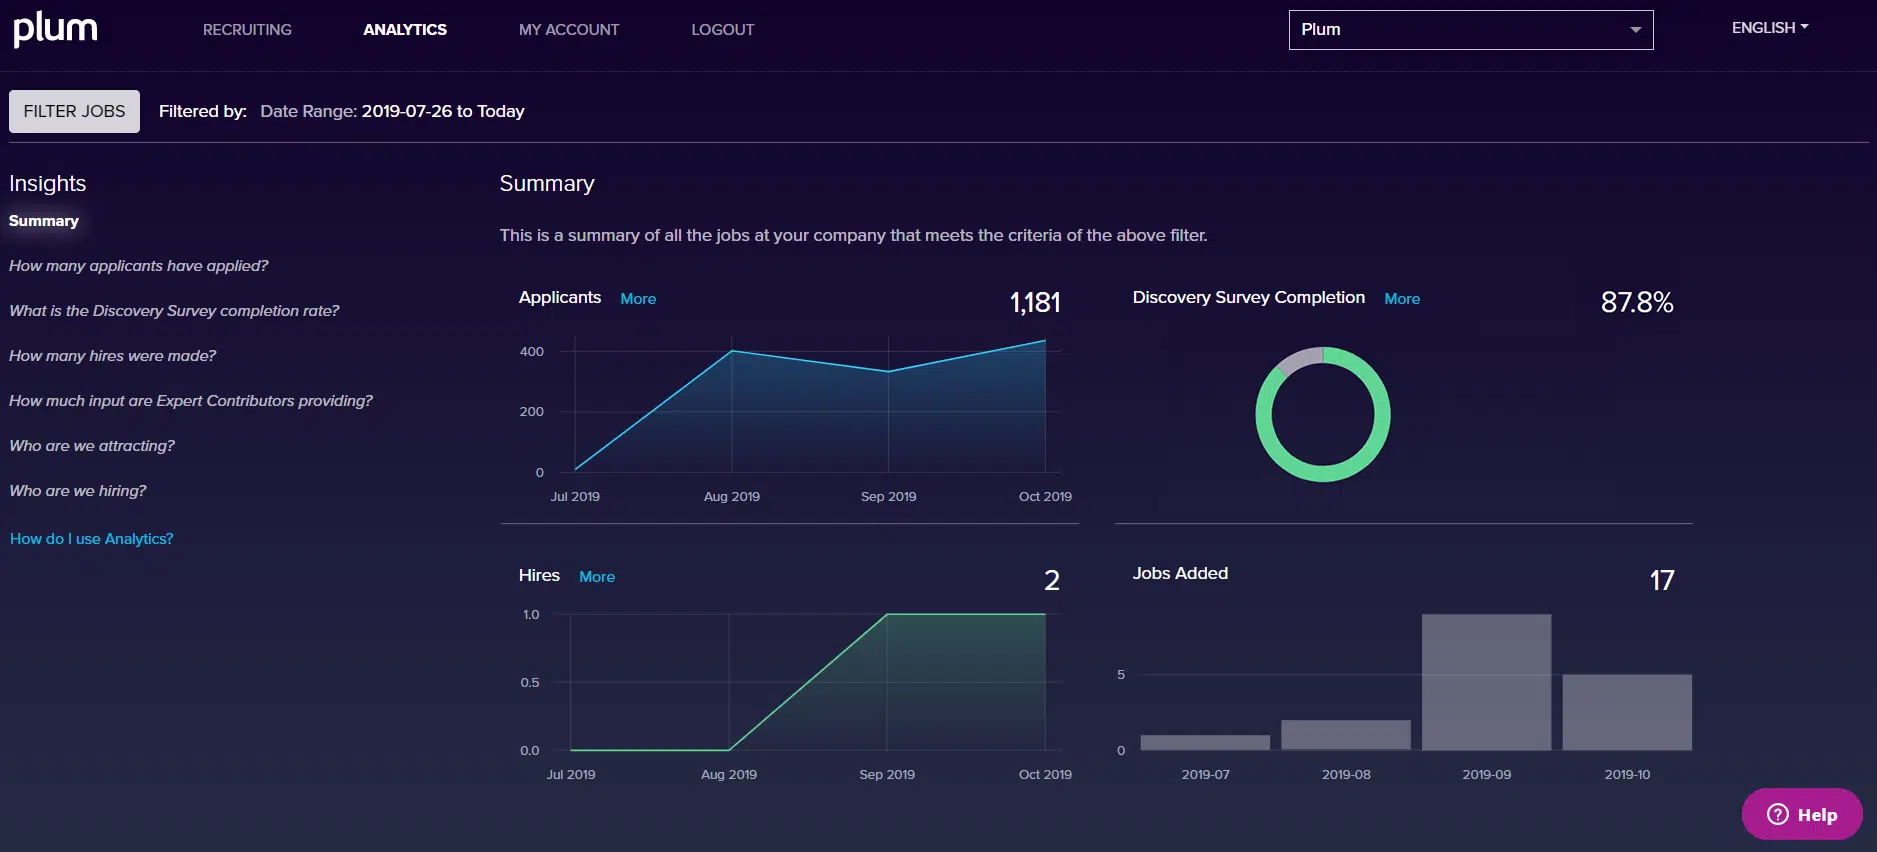 plum
RECRUITING
ANALYTICS
MY ACCOUNT
LOGOUT
Plum
ENGLISH
FILTER JOBS
Filtered by: Date Range: 2019-07-26 to Today
Insights
Summary
How many applicants have applied?
What is the Discovery Survey completion rate?
How many hires were made?
How much input are Expert Contributors providing?
Who are we attracting?
Who are we hiring?
How do I use Analytics?
Summary
This is a summary of all the jobs at your company that meets the criteria of the above filter.
Applicants More 1,181
400
200
0
Jul 2019 Aug 2019 Sep 2019 Oct 2019
Discovery Survey Completion More 87.8%
Hires More 2
1.0
0.5
0.0
Jul 2019 Aug 2019 Sep 2019 Oct 2019
Jobs Added 17
5
0
2019-07 2019-08 2019-09 2019-10
? Help